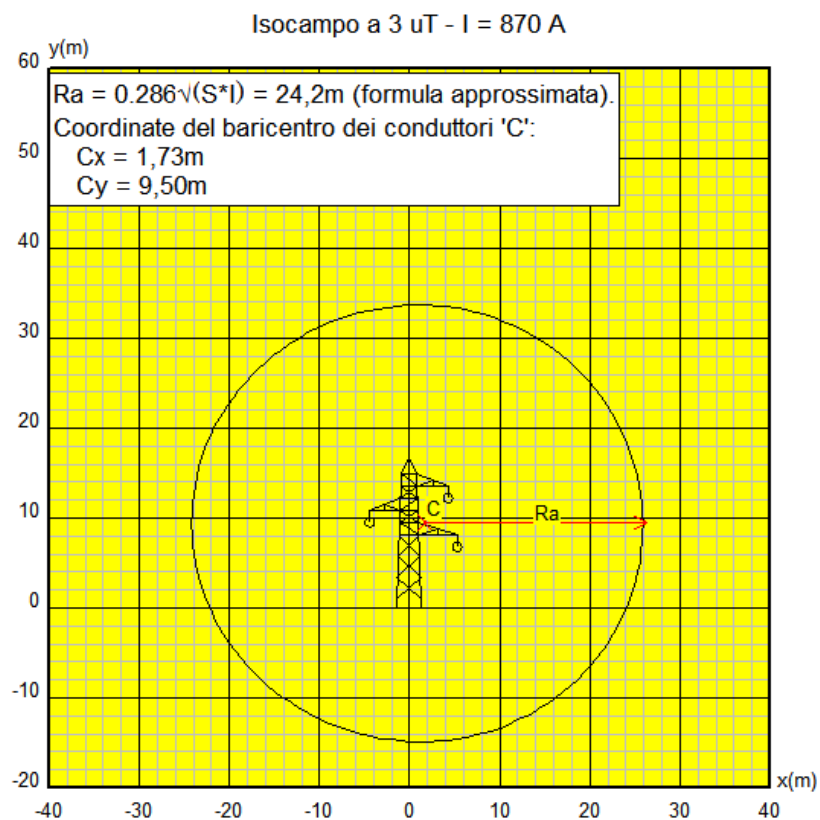 Isocampo a 3 uT - I = 870 A
y(m)
60
Ra = 0.286√(S*I) = 24,2m (formula approssimata).
Coordinate del baricentro dei conduttori 'C':
Cx = 1,73m
Cy = 9,50m
50
40
30
20
10
C
Ra
0
-10
-20
x(m)
-40 -30 -20 -10 0 10 20 30 40